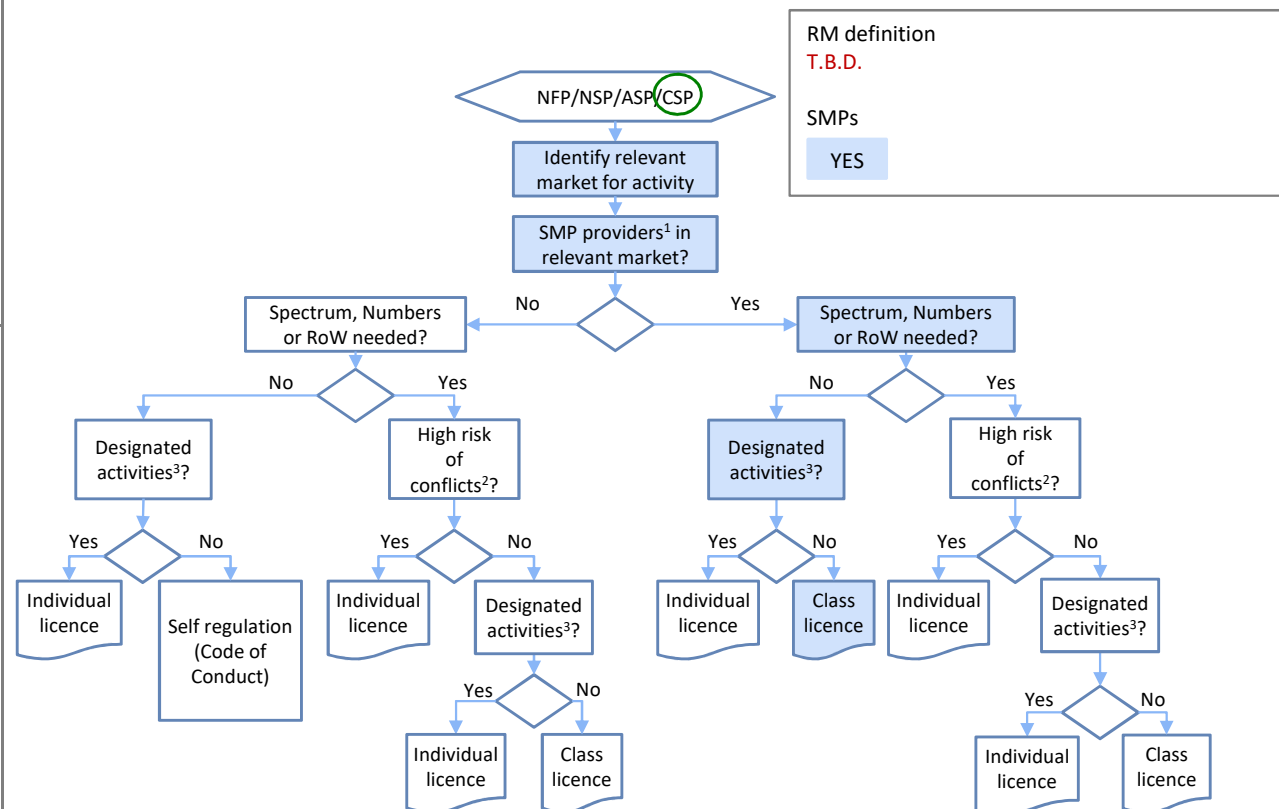 RM definition
T.B.D.
SMPs
YES
NFP/NSP/ASP/CSP
Identify relevant
market for activity
SMP providers¹ in
relevant market?
No
Yes
Spectrum, Numbers
or RoW needed?
Spectrum, Numbers
or RoW needed?
No
Yes
No
Yes
Designated
activities³?
High risk
of
conflicts²?
Designated
activities³?
High risk
of
conflicts²?
Yes
No
Yes
No
Yes
No
Yes
No
Individual
licence
Self regulation
(Code of
Conduct)
Individual
licence
Designated
activities³?
Individual
licence
Class
licence
Individual
licence
Designated
activities³?
Yes
No
Yes
No
Individual
licence
Class
licence
Individual
licence
Class
licence